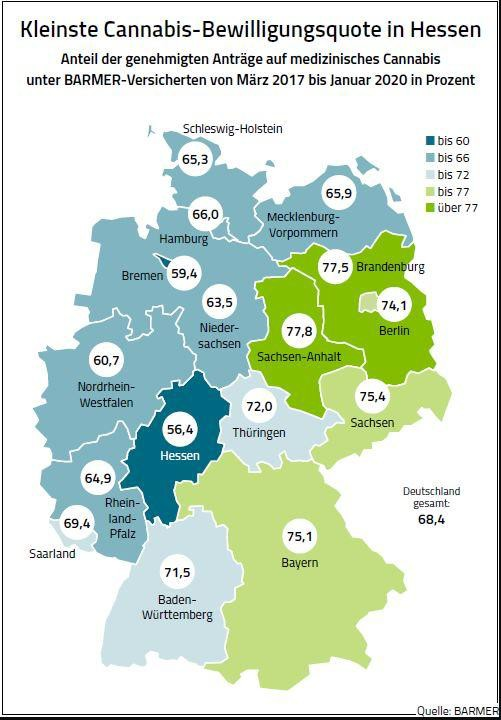 Kleinste Cannabis-Bewilligungsquote in Hessen
Anteil der genehmigten Anträge auf medizinisches Cannabis
unter BARMER-Versicherten von März 2017 bis Januar 2020 in Prozent
bis 60
bis 66
bis 72
bis 77
über 77
Schleswig-Holstein
65,3
66,0
Hamburg
65,9
Mecklenburg-
Vorpommern
Bremen
59,4
63,5
Nieder-
sachsen
77,5
Brandenburg
74,1
Berlin
77,8
Sachsen-Anhalt
60,7
Nordrhein-
Westfalen
56,4
Hessen
72,0
Thüringen
75,4
Sachsen
64,9
Rhein-
land-
Pfalz
69,4
Saarland
71,5
Baden-
Württemberg
75,1
Bayern
Deutschland
gesamt:
68,4
Quelle: BARMER